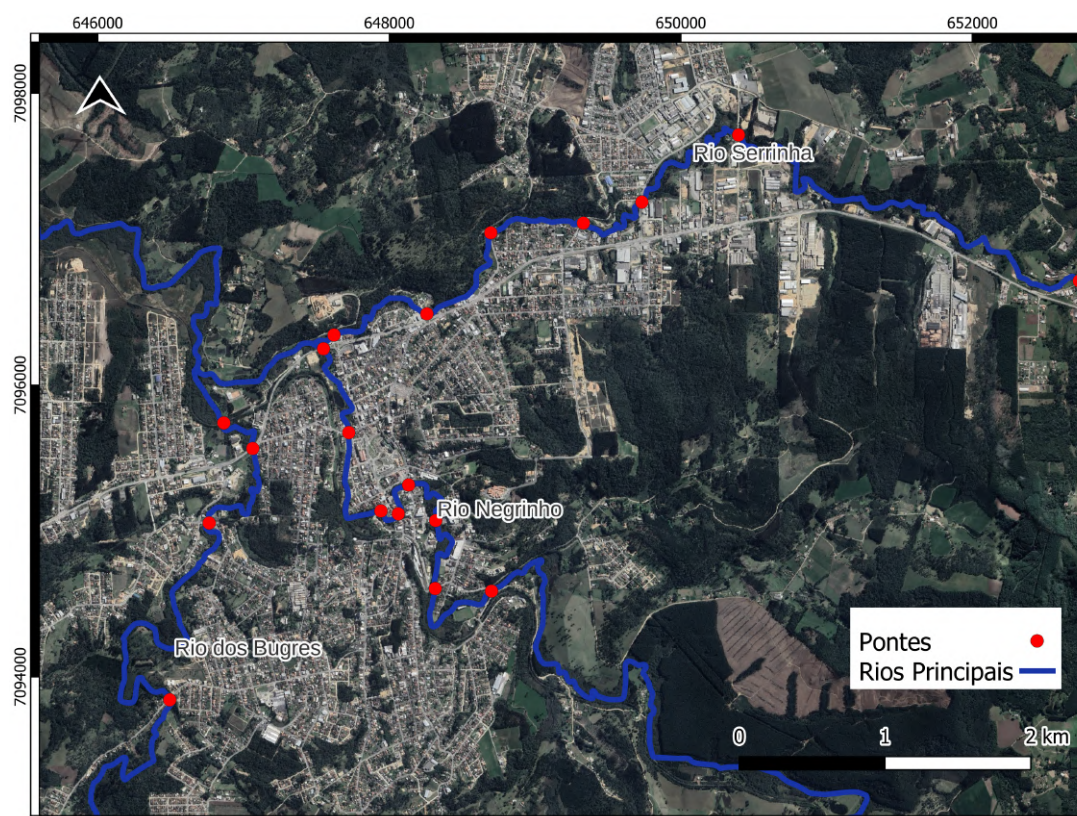 646000
648000
650000
652000
7098000
Rio Serrinha
7096000
Rio Negrinho
Rio dos Bugres
7094000
Pontes
Rios Principais
0
1
2 km